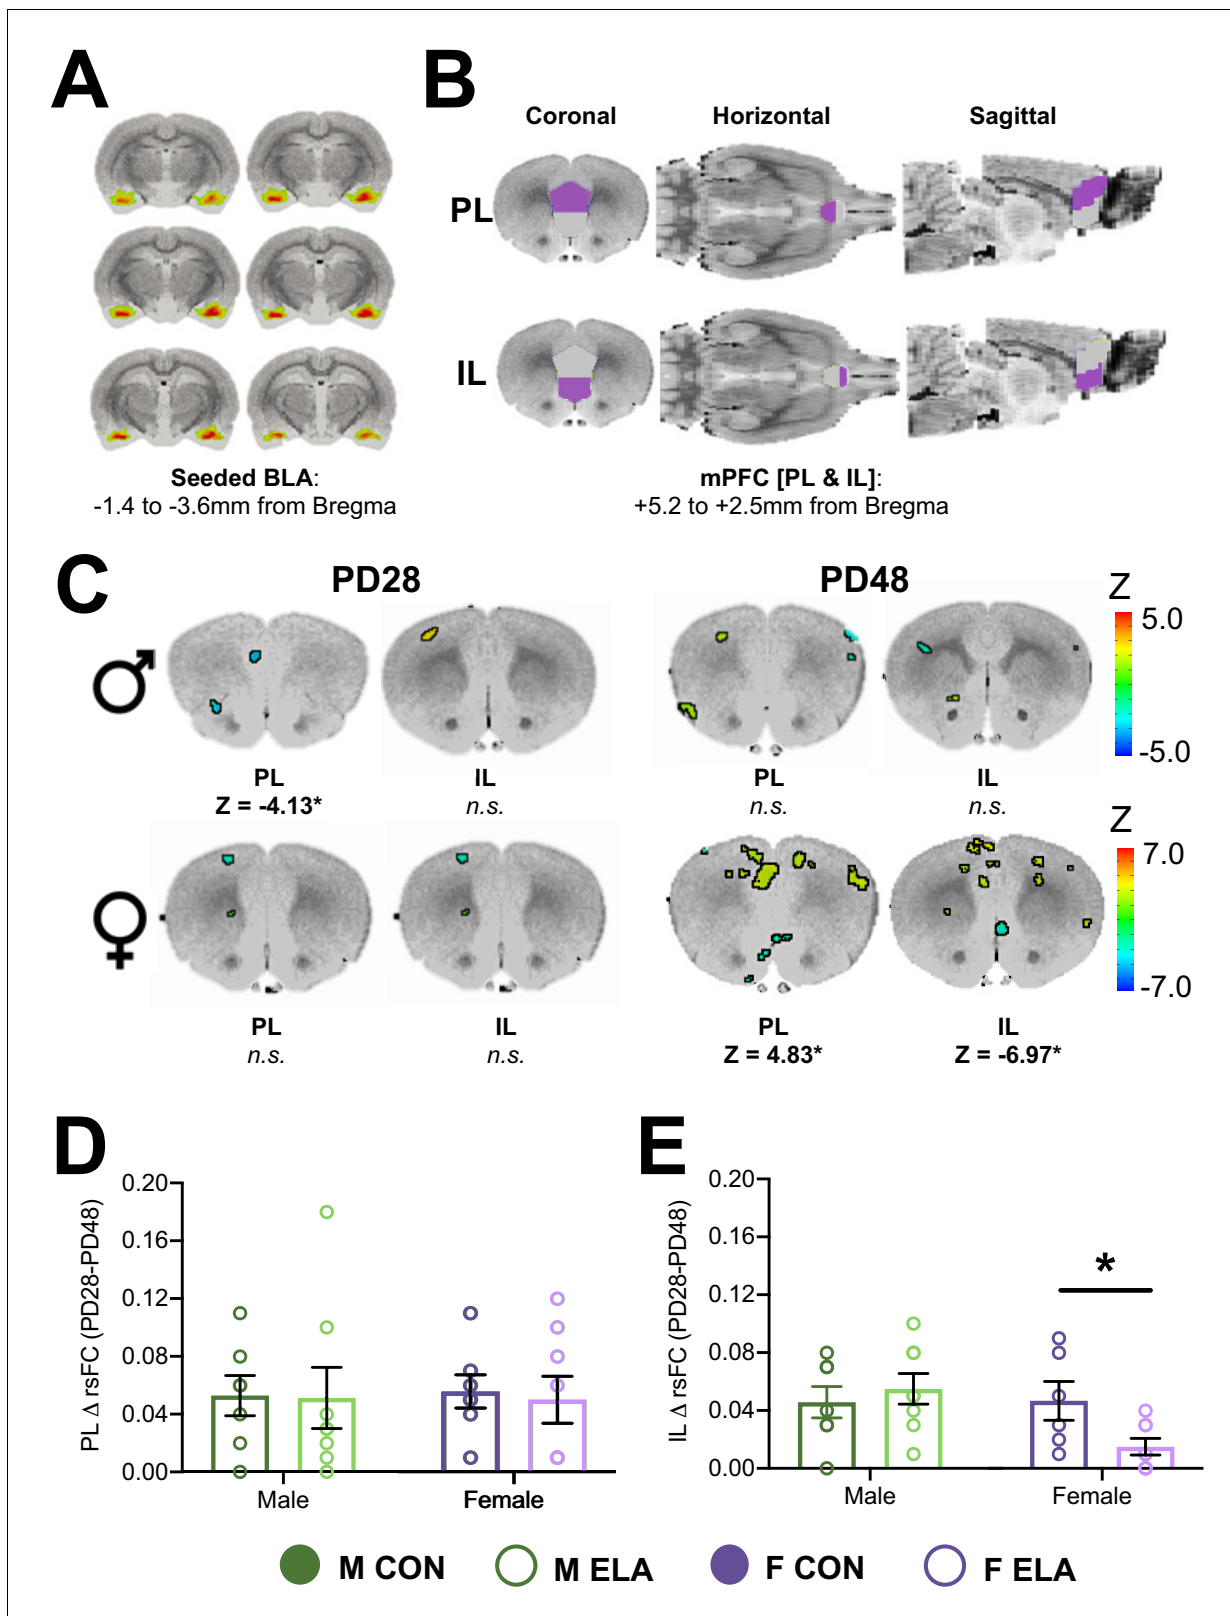 A
B
Coronal Horizontal Sagittal
PL
IL
Seeded BLA:
-1.4 to -3.6mm from Bregma
mPFC [PL & IL]:
+5.2 to +2.5mm from Bregma
C
PD28 PD48
Z
5.0
-5.0
♂
PL IL PL IL
Z = -4.13* n.s. n.s. n.s.
Z
7.0
-7.0
♀
PL IL PL IL
n.s. n.s. Z = 4.83* Z = -6.97*
D
PL Δ rsFC (PD28-PD48)
0.20
0.16
0.12
0.08
0.04
0.00
Male Female
E
IL Δ rsFC (PD28-PD48)
0.20
0.16
0.12
0.08
0.04
0.00
*
Male Female
M CON M ELA F CON F ELA